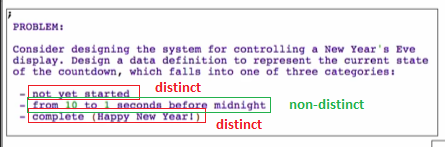 ;
PROBLEM:
Consider designing the system for controlling a New Year's Eve
display. Design a data definition to represent the current state
of the countdown, which falls into one of three categories:
- not yet started distinct
- from 10 to 1 seconds before midnight non-distinct
- complete (Happy New Year!) distinct